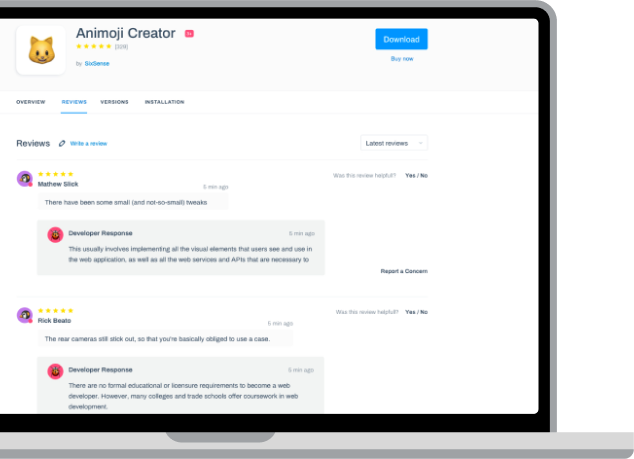 Animoji Creator
by SixSense
Download
Buy now
OVERVIEW REVIEWS VERSIONS INSTALLATION
Reviews Write a review Latest reviews
Mathew Slick
5 min ago
Was this review helpful? Yes / No
There have been some small (and not-so-small) tweaks
Developer Response 5 min ago
This usually involves implementing all the visual elements that users see and use in
the web application, as well as all the web services and APIs that are necessary to
Report a Concern
Rick Beato
5 min ago
Was this review helpful? Yes / No
The rear cameras still stick out, so that you're basically obliged to use a case.
Developer Response 5 min ago
There are no formal educational or licensure requirements to become a web
developer. However, many colleges and trade schools offer coursework in web
development.